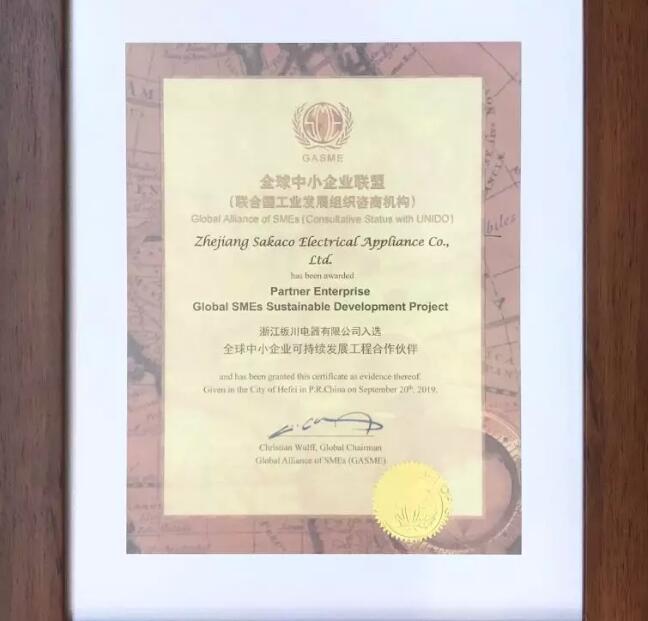 GASME
全球中小企业联盟
（联合国工业发展组织咨商机构）
Global Alliance of SMEs (Consultative Status with UNIDO)
Zhejiang Sakaco Electrical Appliance Co.,
Ltd.
has been awarded
Partner Enterprise
Global SMEs Sustainable Development Project
浙江板川电器有限公司入选
全球中小企业可持续发展工程合作伙伴
and has been granted this certificate as evidence thereof.
Given in the City of Hefei in P.R.China on September 20th, 2019.
Christian Wulff, Global Chairman
Global Alliance of SMEs (GASME)